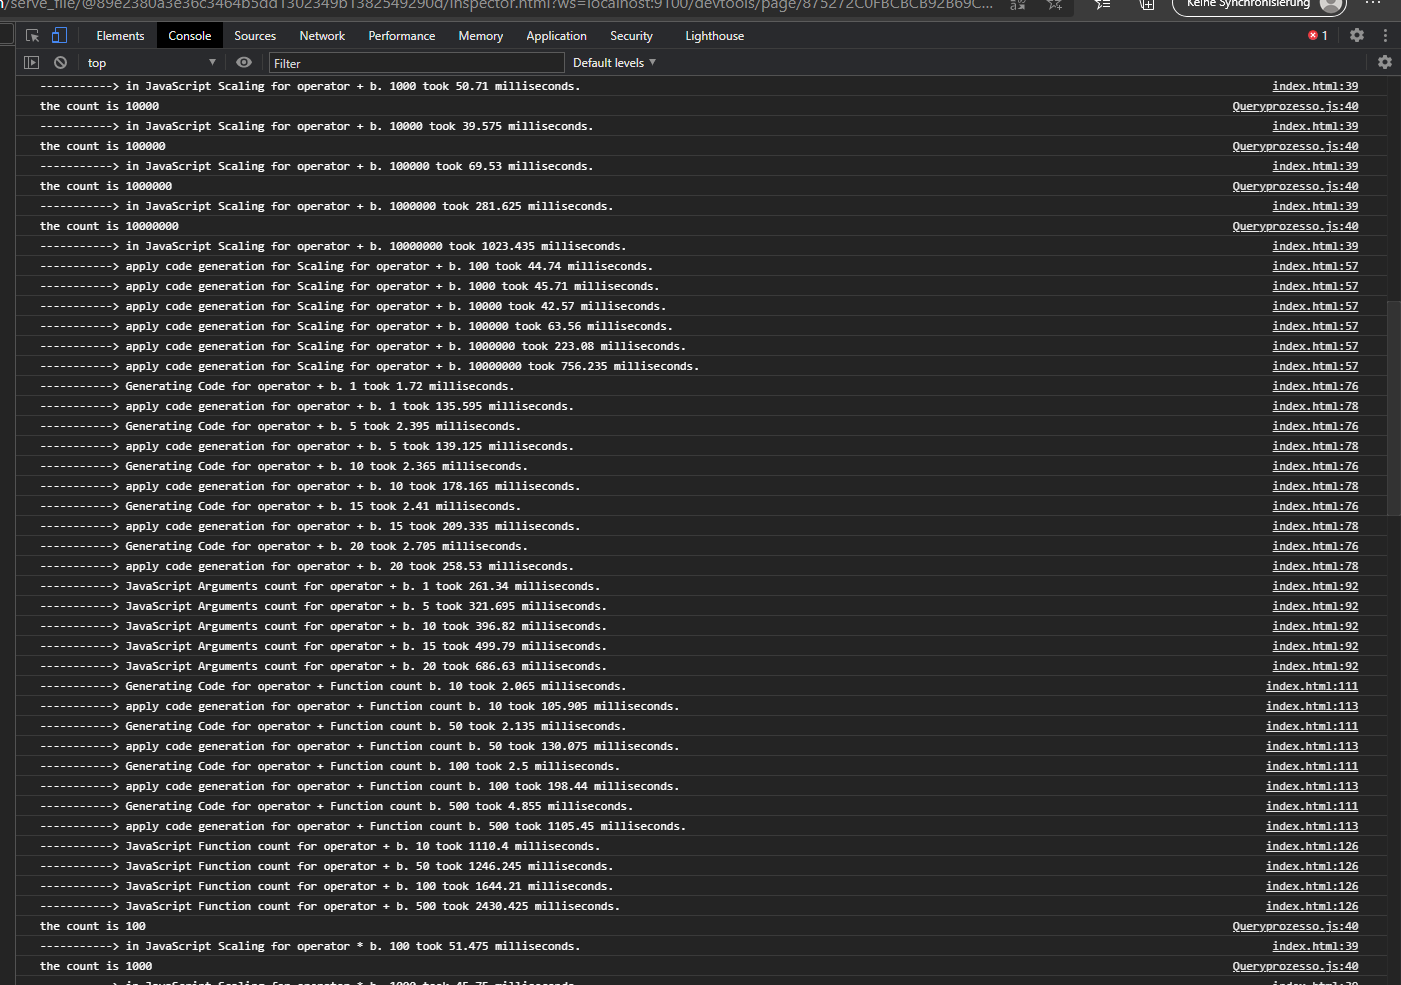 /serve_file/@89e2380a3e36c3464b5dd1302349b1382549290d/inspector.html?ws=localhost:9100/devtools/page/875272C0FBCBCB92B69C...
Keine Synchronisierung
Elements Console Sources Network Performance Memory Application Security Lighthouse 1
top Filter Default levels
-----------> in JavaScript Scaling for operator + b. 1000 took 50.71 milliseconds. index.html:39
the count is 10000 Queryprozesso.js:40
-----------> in JavaScript Scaling for operator + b. 10000 took 39.575 milliseconds. index.html:39
the count is 100000 Queryprozesso.js:40
-----------> in JavaScript Scaling for operator + b. 100000 took 69.53 milliseconds. index.html:39
the count is 1000000 Queryprozesso.js:40
-----------> in JavaScript Scaling for operator + b. 1000000 took 281.625 milliseconds. index.html:39
the count is 10000000 Queryprozesso.js:40
-----------> in JavaScript Scaling for operator + b. 10000000 took 1023.435 milliseconds. index.html:39
-----------> apply code generation for Scaling for operator + b. 100 took 44.74 milliseconds. index.html:57
-----------> apply code generation for Scaling for operator + b. 1000 took 45.71 milliseconds. index.html:57
-----------> apply code generation for Scaling for operator + b. 10000 took 42.57 milliseconds. index.html:57
-----------> apply code generation for Scaling for operator + b. 100000 took 63.56 milliseconds. index.html:57
-----------> apply code generation for Scaling for operator + b. 1000000 took 223.08 milliseconds. index.html:57
-----------> apply code generation for Scaling for operator + b. 10000000 took 756.235 milliseconds. index.html:57
-----------> Generating Code for operator + b. 1 took 1.72 milliseconds. index.html:76
-----------> apply code generation for operator + b. 1 took 135.595 milliseconds. index.html:78
-----------> Generating Code for operator + b. 5 took 2.395 milliseconds. index.html:76
-----------> apply code generation for operator + b. 5 took 139.125 milliseconds. index.html:78
-----------> Generating Code for operator + b. 10 took 2.365 milliseconds. index.html:76
-----------> apply code generation for operator + b. 10 took 178.165 milliseconds. index.html:78
-----------> Generating Code for operator + b. 15 took 2.41 milliseconds. index.html:76
-----------> apply code generation for operator + b. 15 took 209.335 milliseconds. index.html:78
-----------> Generating Code for operator + b. 20 took 2.705 milliseconds. index.html:76
-----------> apply code generation for operator + b. 20 took 258.53 milliseconds. index.html:78
-----------> JavaScript Arguments count for operator + b. 1 took 261.34 milliseconds. index.html:92
-----------> JavaScript Arguments count for operator + b. 5 took 321.695 milliseconds. index.html:92
-----------> JavaScript Arguments count for operator + b. 10 took 396.82 milliseconds. index.html:92
-----------> JavaScript Arguments count for operator + b. 15 took 499.79 milliseconds. index.html:92
-----------> JavaScript Arguments count for operator + b. 20 took 686.63 milliseconds. index.html:92
-----------> Generating Code for operator + Function count b. 10 took 2.065 milliseconds. index.html:111
-----------> apply code generation for operator + Function count b. 10 took 105.905 milliseconds. index.html:113
-----------> Generating Code for operator + Function count b. 50 took 2.135 milliseconds. index.html:111
-----------> apply code generation for operator + Function count b. 50 took 130.075 milliseconds. index.html:113
-----------> Generating Code for operator + Function count b. 100 took 2.5 milliseconds. index.html:111
-----------> apply code generation for operator + Function count b. 100 took 198.44 milliseconds. index.html:113
-----------> Generating Code for operator + Function count b. 500 took 4.855 milliseconds. index.html:111
-----------> apply code generation for operator + Function count b. 500 took 1105.45 milliseconds. index.html:113
-----------> JavaScript Function count for operator + b. 10 took 1110.4 milliseconds. index.html:126
-----------> JavaScript Function count for operator + b. 50 took 1246.245 milliseconds. index.html:126
-----------> JavaScript Function count for operator + b. 100 took 1644.21 milliseconds. index.html:126
-----------> JavaScript Function count for operator + b. 500 took 2430.425 milliseconds. index.html:126
the count is 100 Queryprozesso.js:40
-----------> in JavaScript Scaling for operator * b. 100 took 51.475 milliseconds. index.html:39
the count is 1000 Queryprozesso.js:40
-----------> in JavaScript Scaling for operator * b. 1000 took 45.75 milliseconds. index.html:39